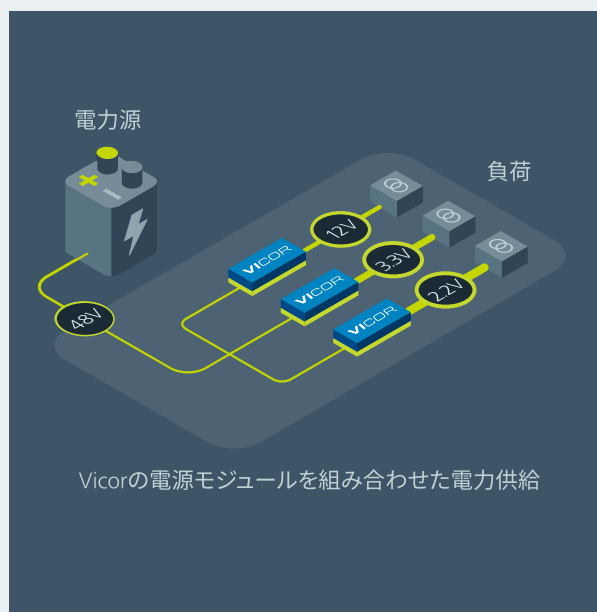 電力源
負荷
12V
3.3V
2.2V
VICOR
VICOR
VICOR
48V
Vicorの電源モジュールを組み合わせた電力供給